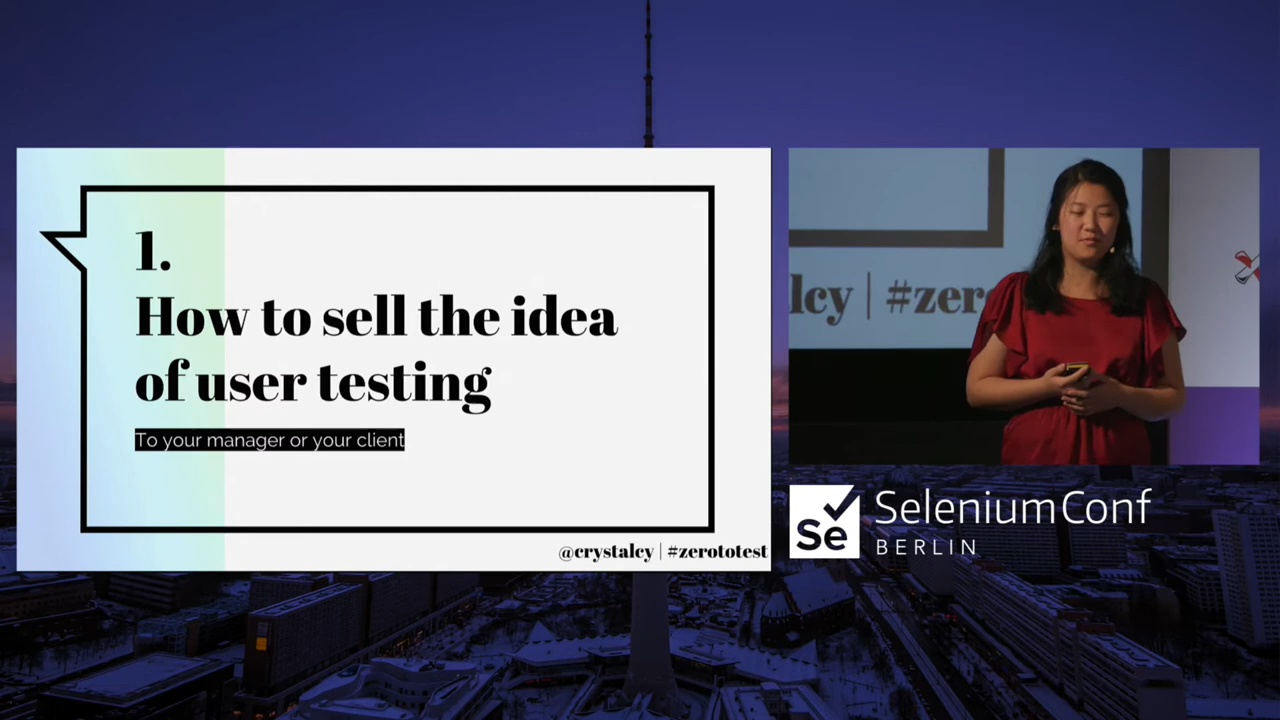 1.
How to sell the idea
of user testing
To your manager or your client
@crystalcy | #zerototest
lcy | #zero
Se
SeleniumConf
BERLIN